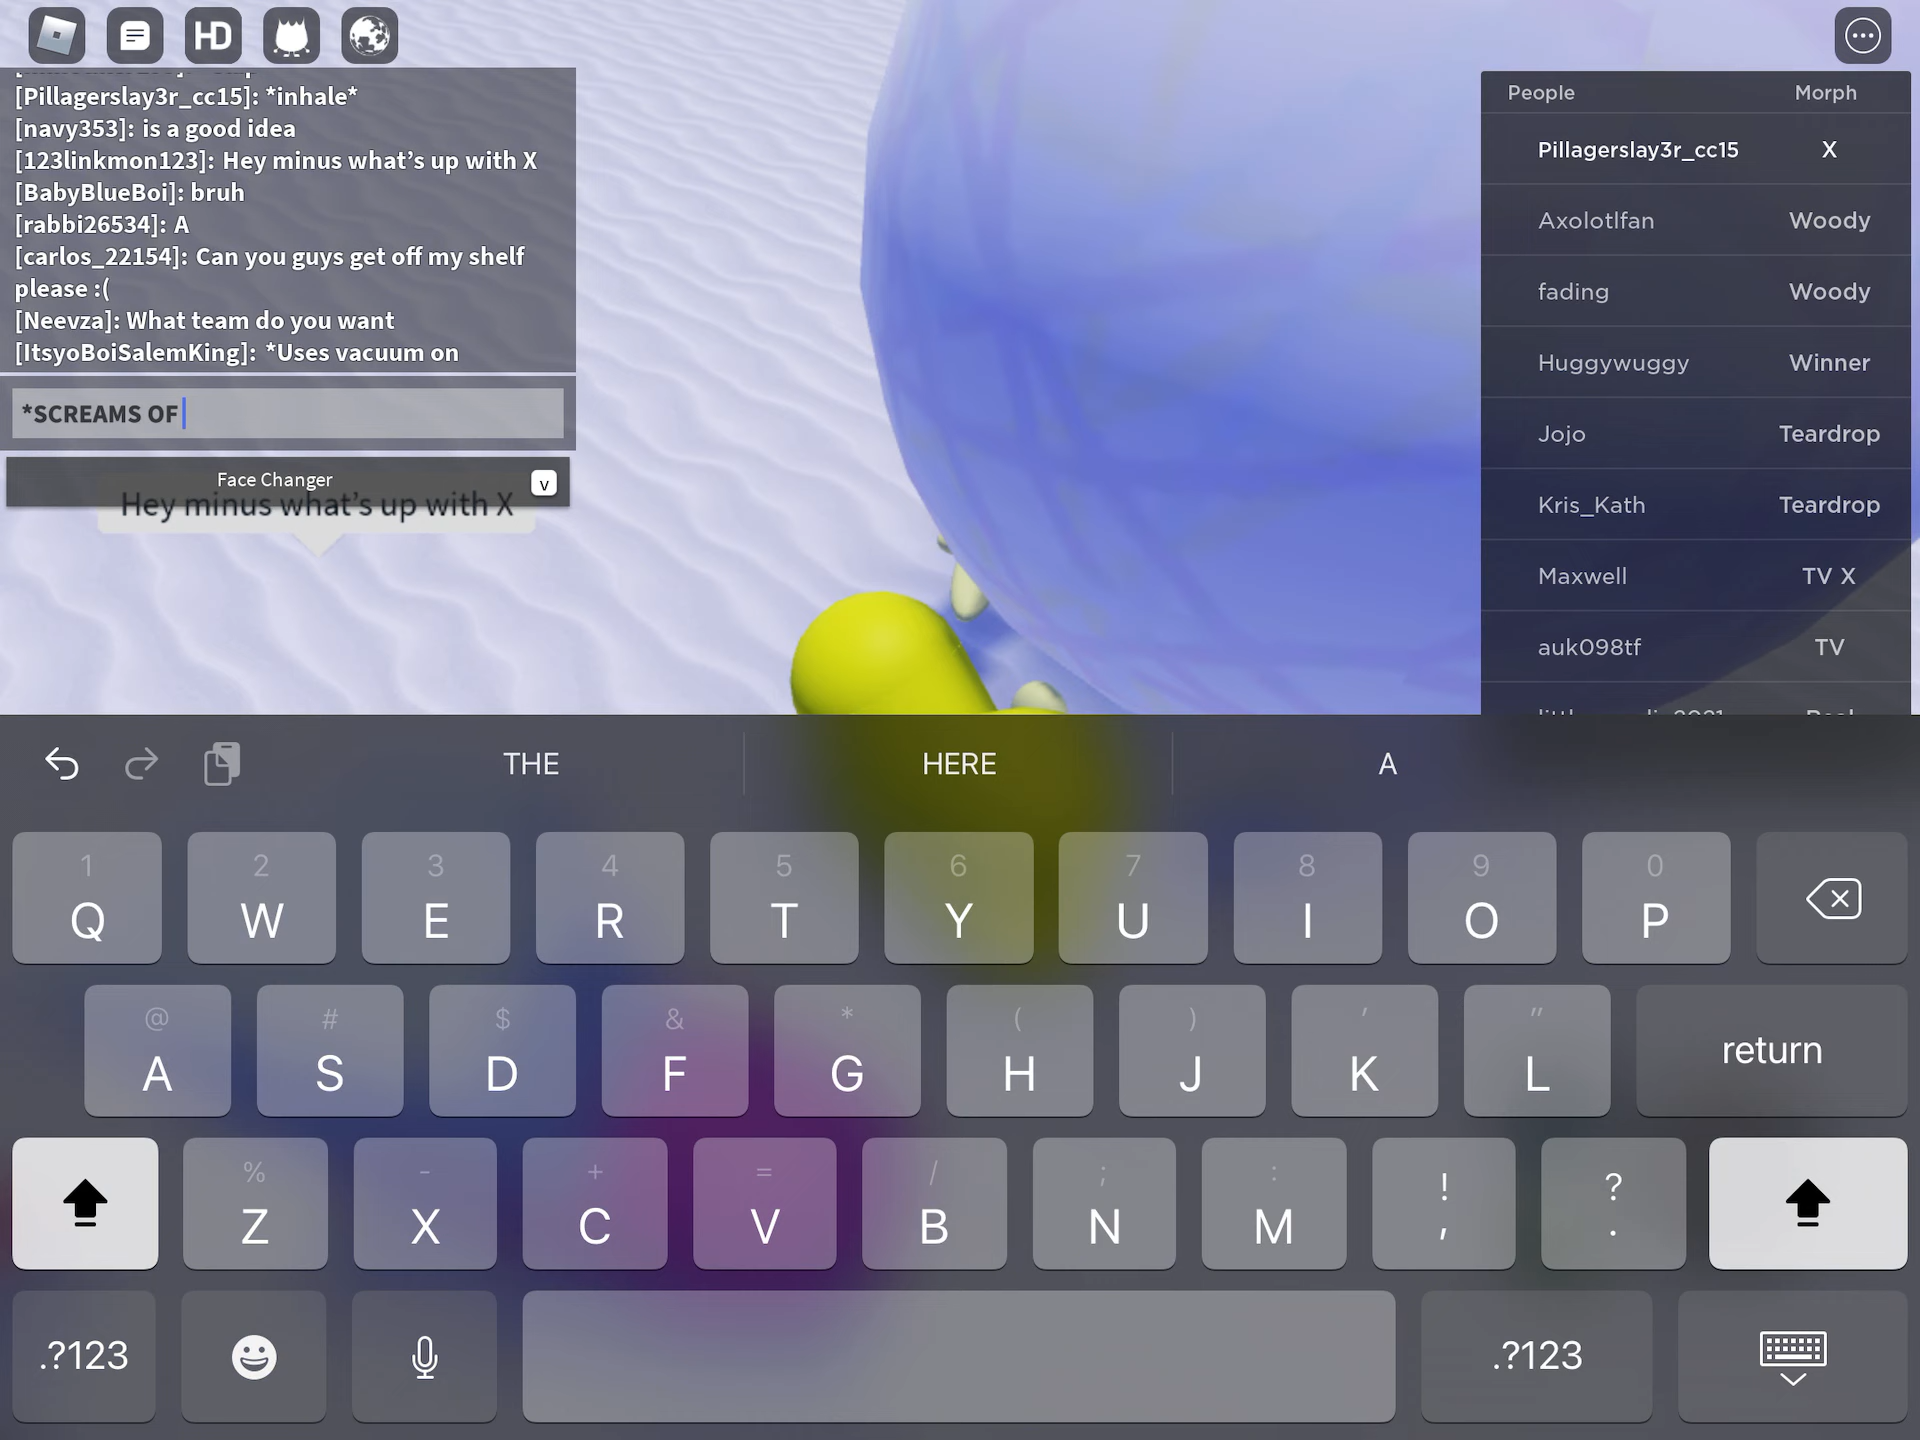 HD
[Pillagerslay3r_cc15]: *inhale*
[navy353]: is a good idea
[123linkmon123]: Hey minus what’s up with X
[BabyBlueBoi]: bruh
[rabbi26534]: A
[carlos_22154]: Can you guys get off my shelf
please :(
[Neevza]: What team do you want
[ItsyoBoiSalemKing]: *Uses vacuum on
*SCREAMS OF
Face Changer v
Hey minus what’s up with X
People Morph
Pillagerslay3r_cc15 X
Axolotlfan Woody
fading Woody
Huggywuggy Winner
Jojo Teardrop
Kris_Kath Teardrop
Maxwell TV X
auk098tf TV
THE HERE A
1 2 3 4 5 6 7 8 9 0
Q W E R T Y U I O P
@ # $ & * ( ) ' "
A S D F G H J K L return
% - + = / ; : ! ?
Z X C V B N M , .
.?123 .?123